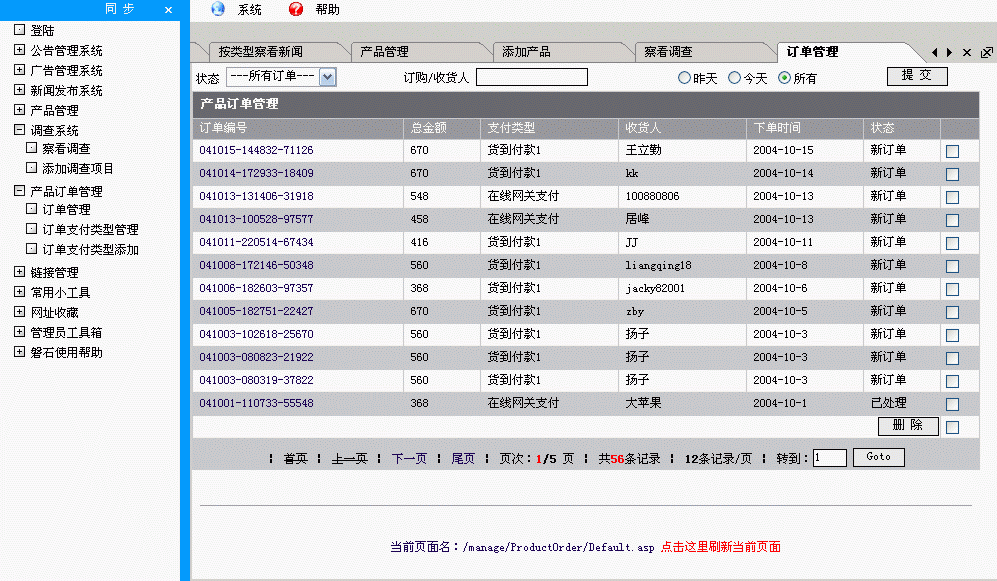 同 步 ×
系统 帮助
登陆
公告管理系统
广告管理系统
新闻发布系统
产品管理
调查系统
察看调查
添加调查项目
产品订单管理
订单管理
订单支付类型管理
订单支付类型添加
链接管理
常用小工具
网址收藏
管理员工具箱
磐石使用帮助
按类型察看新闻 产品管理 添加产品 察看调查 订单管理
状态 ---所有订单--- 订购/收货人 昨天 今天 所有 提 交
产品订单管理
订单编号 总金额 支付类型 收货人 下单时间 状态
041015-144832-71126 670 货到付款1 王立勤 2004-10-15 新订单
041014-172933-18409 670 货到付款1 kk 2004-10-14 新订单
041013-131406-31918 548 在线网关支付 100880806 2004-10-13 新订单
041013-100528-97577 458 在线网关支付 居峰 2004-10-13 新订单
041011-220514-67434 416 货到付款1 JJ 2004-10-11 新订单
041008-172146-50348 560 货到付款1 liangqing18 2004-10-8 新订单
041006-182603-97357 368 货到付款1 jacky82001 2004-10-6 新订单
041005-182751-22427 670 货到付款1 zby 2004-10-5 新订单
041003-102618-25670 560 货到付款1 扬子 2004-10-3 新订单
041003-080823-21922 560 货到付款1 扬子 2004-10-3 新订单
041003-080319-37822 560 货到付款1 扬子 2004-10-3 新订单
041001-110733-55548 368 在线网关支付 大苹果 2004-10-1 已处理
删 除
¦ 首页 ¦ 上一页 ¦ 下一页 ¦ 尾页 ¦ 页次：1/5 页 ¦ 共56条记录 ¦ 12条记录/页 ¦ 转到：1 Goto
当前页面名：/manage/ProductOrder/Default.asp 点击这里刷新当前页面